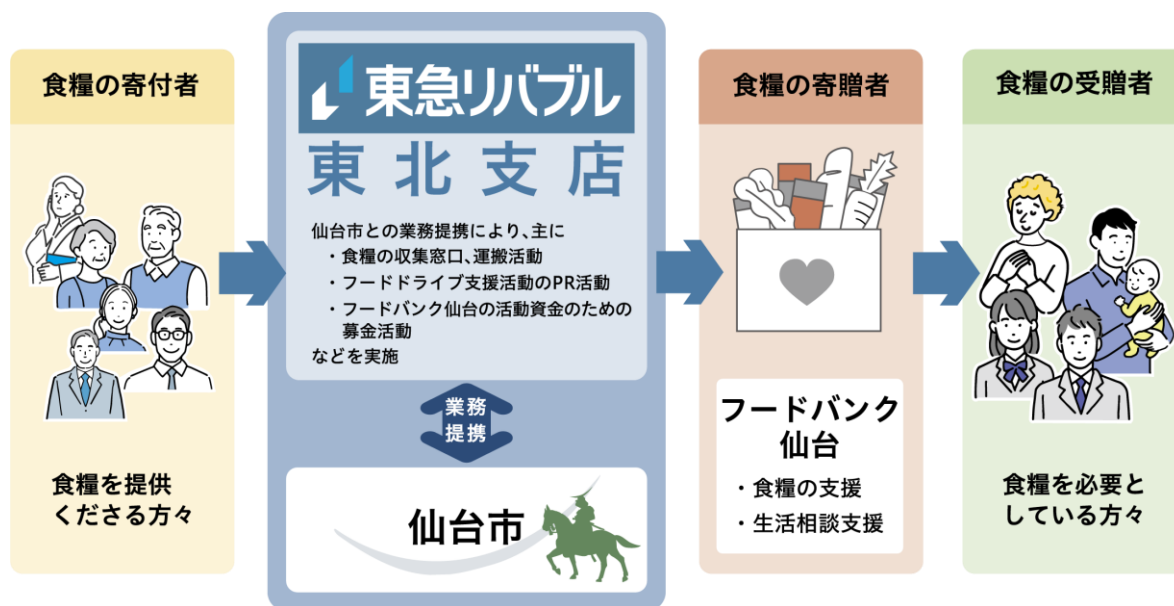 食糧の寄付者
食糧を提供
くださる方々
東急リバブル
東北支店
仙台市との業務提携により、主に
・食糧の収集窓口、運搬活動
・フードドライブ支援活動のPR活動
・フードバンク仙台の活動資金のための
募金活動
などを実施
業務
提携
仙台市
食糧の寄贈者
フードバンク
仙台
・食糧の支援
・生活相談支援
食糧の受贈者
食糧を必要と
している方々